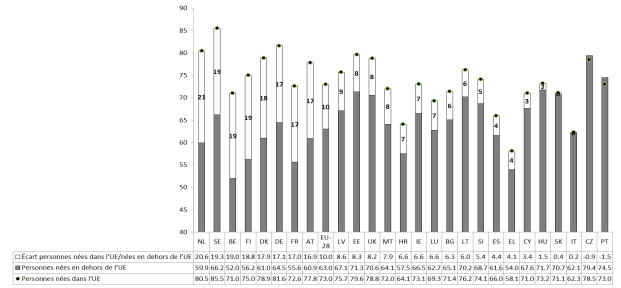 90
85
80
75
70
65
60
55
50
45
40
21 19 19 19 18 17 17 17 10 9 8 8 8 7 7 7 6 6 4 4 3 2 0
NL SE BE FI DK DE FR AT EU-28 LV EE UK MT HR IE LU BG LT SI ES EL CY HU SK IT CZ PT
Écart personnes nées dans l'UE/nées en dehors de l'UE 20.6 19.3 19.0 18.8 17.9 17.1 17.0 16.9 10.0 8.6 8.3 8.2 7.9 6.6 6.6 6.6 6.3 6.0 5.4 4.4 4.1 3.4 1.5 0.4 0.2 -0.9 -1.5
Personnes nées en dehors de l'UE 59.9 66.2 52.0 56.2 61.0 64.5 55.6 60.9 63.0 67.1 71.3 70.6 64.1 57.5 66.5 62.7 65.1 70.2 68.7 61.6 54.0 67.6 71.7 70.7 62.1 79.4 74.5
Personnes nées dans l'UE 80.5 85.5 71.0 75.0 78.9 81.6 72.6 77.8 73.0 75.7 79.6 78.8 72.0 64.1 73.1 69.3 71.4 76.2 74.1 66.0 58.1 71.0 73.2 71.1 62.3 78.5 73.0